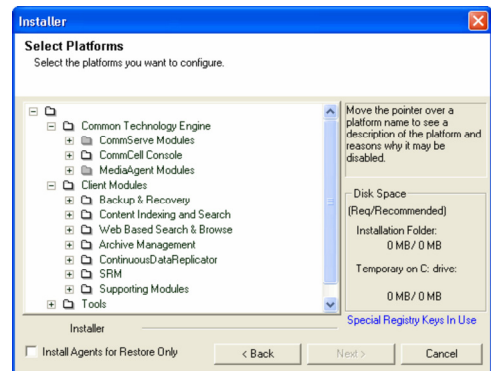 Installer
Select Platforms
Select the platforms you want to configure.
Common Technology Engine
CommServe Modules
CommCell Console
MediaAgent Modules
Client Modules
Backup & Recovery
Content Indexing and Search
Web Based Search & Browse
Archive Management
ContinuousDataReplicator
SRM
Supporting Modules
Tools
Move the pointer over a
platform name to see a
description of the platform and
reasons why it may be
disabled.
Disk Space
(Req/Recommended)
Installation Folder:
0 MB/ 0 MB
Temporary on C: drive:
0 MB/ 0 MB
Special Registry Keys In Use
Installer
Install Agents for Restore Only
< Back
Next >
Cancel